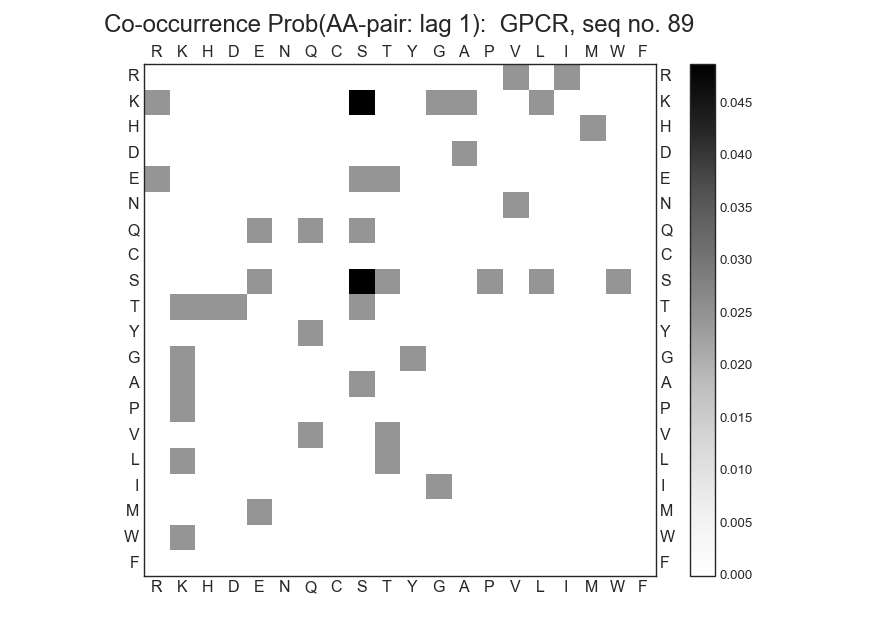 Co-occurrence Prob(AA-pair: lag 1):  GPCR, seq no. 89
R K H D E N Q C S T Y G A P V L I M W F
R R
K K 0.045
H H
D D 0.040
E E 0.035
N N
Q Q 0.030
C C
S S
T T 0.025
Y Y
G G 0.020
A A
P P 0.015
V V
L L 0.010
I I
M M 0.005
W W
F F 0.000
R K H D E N Q C S T Y G A P V L I M W F